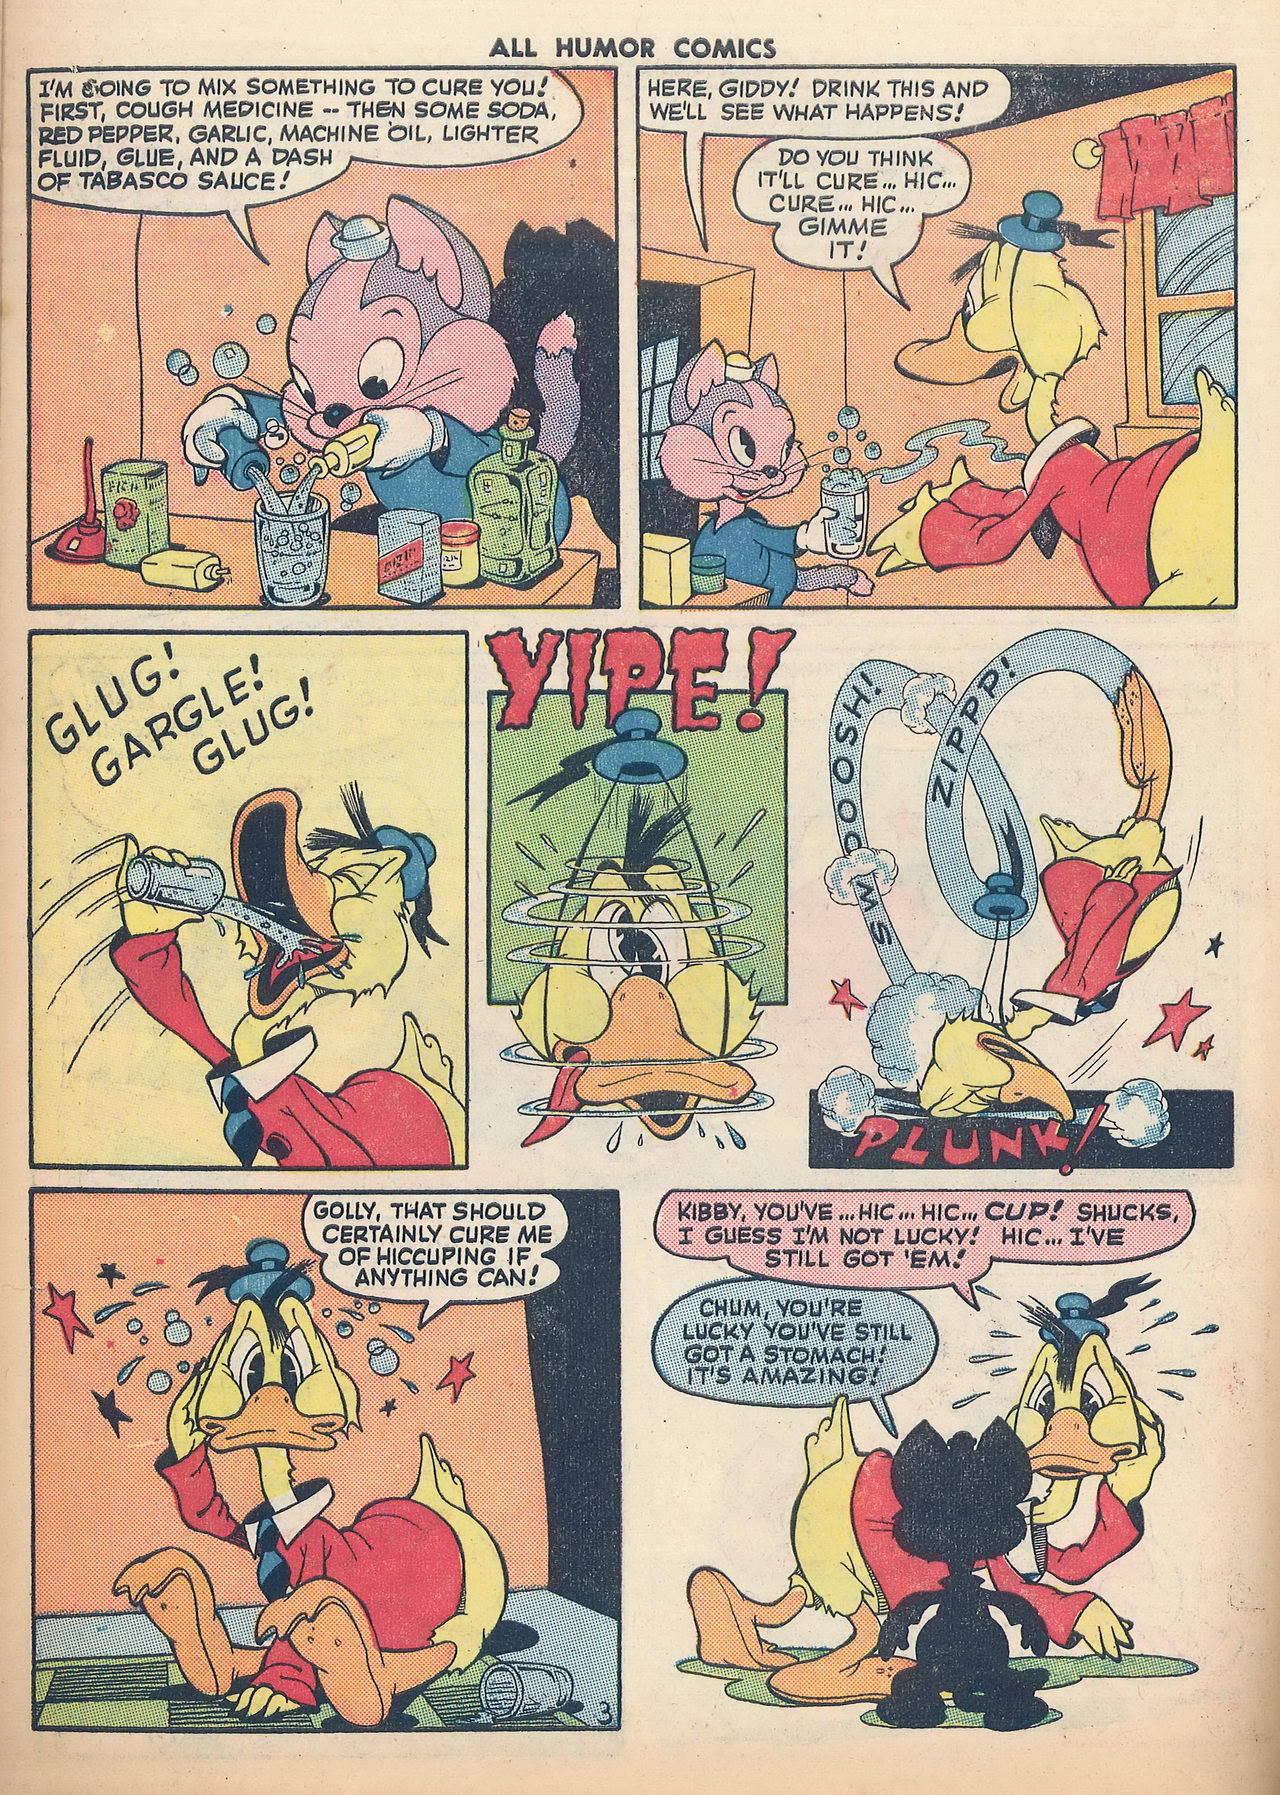 ALL HUMOR COMICS
I'M GOING TO MIX SOMETHING TO CURE YOU!
FIRST, COUGH MEDICINE -- THEN SOME SODA,
RED PEPPER, GARLIC, MACHINE OIL, LIGHTER
FLUID, GLUE, AND A DASH
OF TABASCO SAUCE!
HERE, GIDDY! DRINK THIS AND
WE'LL SEE WHAT HAPPENS!
DO YOU THINK
IT'LL CURE... HIC...
CURE... HIC...
GIMME
IT!
GLUG!
GARGLE!
GLUG!
YIPE!
SWOOOSH!
ZIPPP!
PLUNK!
GOLLY, THAT SHOULD
CERTAINLY CURE ME
OF HICCUPING IF
ANYTHING CAN!
3
KIBBY, YOU'VE ... HIC... HIC... CUP! SHUCKS,
I GUESS I'M NOT LUCKY! HIC... I'VE
STILL GOT 'EM!
CHUM, YOU'RE
LUCKY YOU'VE STILL
GOT A STOMACH!
IT'S AMAZING!